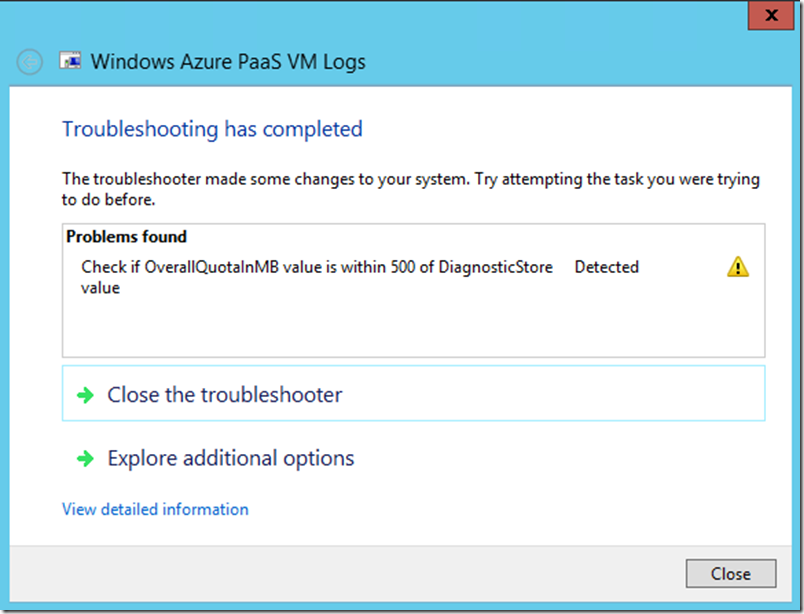 x
Windows Azure PaaS VM Logs
Troubleshooting has completed
The troubleshooter made some changes to your system. Try attempting the task you were trying
to do before.
Problems found
Check if OverallQuotaInMB value is within 500 of DiagnosticStore Detected
value
Close the troubleshooter
Explore additional options
View detailed information
Close